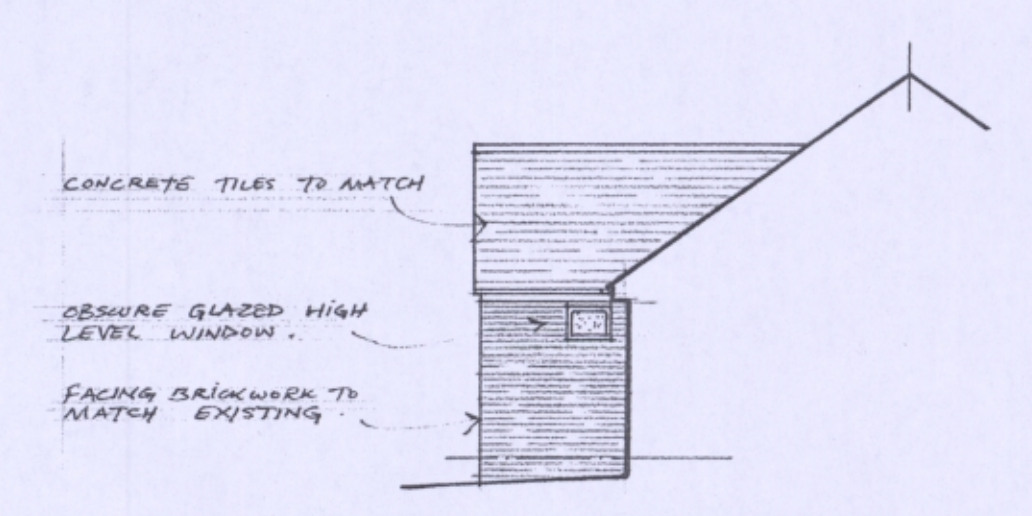 CONCRETE TILES TO MATCH
OBSCURE GLAZED HIGH
LEVEL WINDOW.
FACING BRICKWORK TO
MATCH EXISTING.